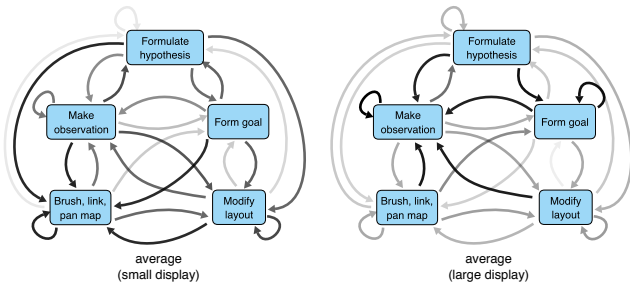 Formulate
hypothesis
Make
observation
Form goal
Brush, link,
pan map
Modify
layout
average
(small display)
Formulate
hypothesis
Make
observation
Form goal
Brush, link,
pan map
Modify
layout
average
(large display)